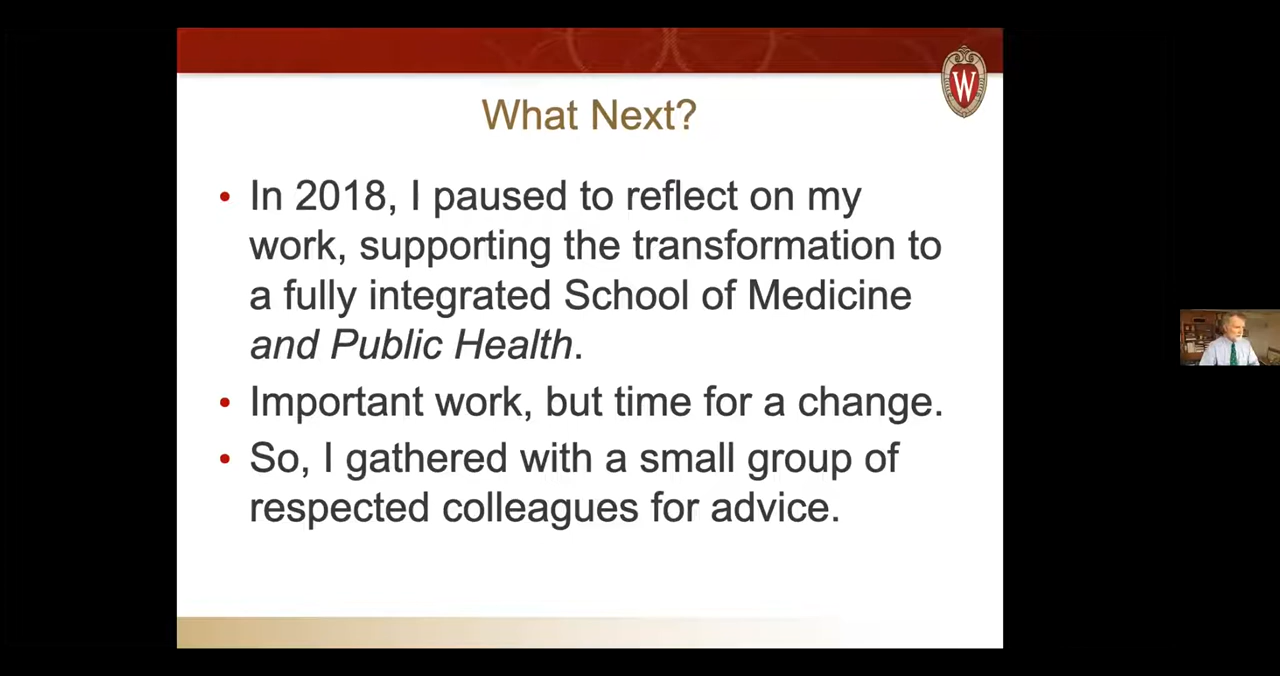 W
What Next?
• In 2018, I paused to reflect on my
work, supporting the transformation to
a fully integrated School of Medicine
and Public Health.
• Important work, but time for a change.
• So, I gathered with a small group of
respected colleagues for advice.